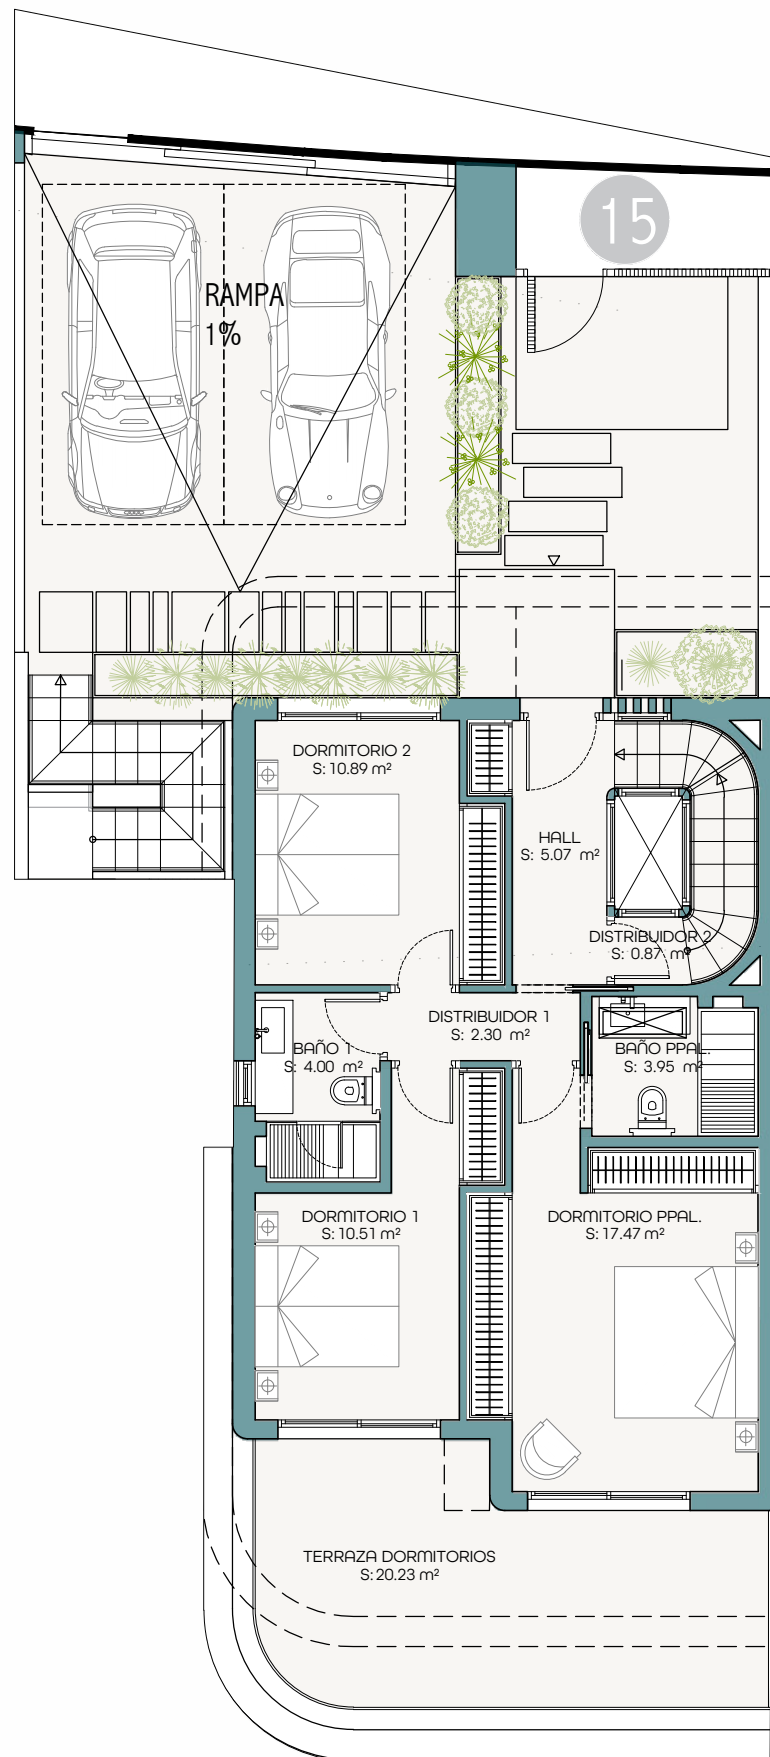 15
RAMPA
1%
DORMITORIO 2
S: 10.89 m²
HALL
S: 5.07 m²
DISTRIBUIDOR 2
S: 0.87 m²
DISTRIBUIDOR 1
S: 2.30 m²
BAÑO 1
S: 4.00 m²
BAÑO PPAL.
S: 3.95 m²
DORMITORIO 1
S: 10.51 m²
DORMITORIO PPAL.
S: 17.47 m²
TERRAZA DORMITORIOS
S: 20.23 m²